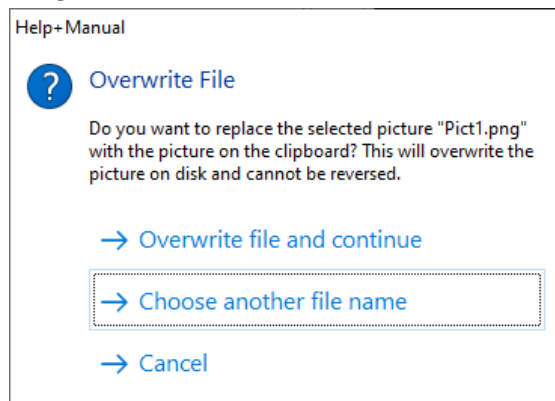 Help+Manual
? Overwrite File
Do you want to replace the selected picture "Pict1.png"
with the picture on the clipboard? This will overwrite the
picture on disk and cannot be reversed.
→ Overwrite file and continue
→ Choose another file name
→ Cancel